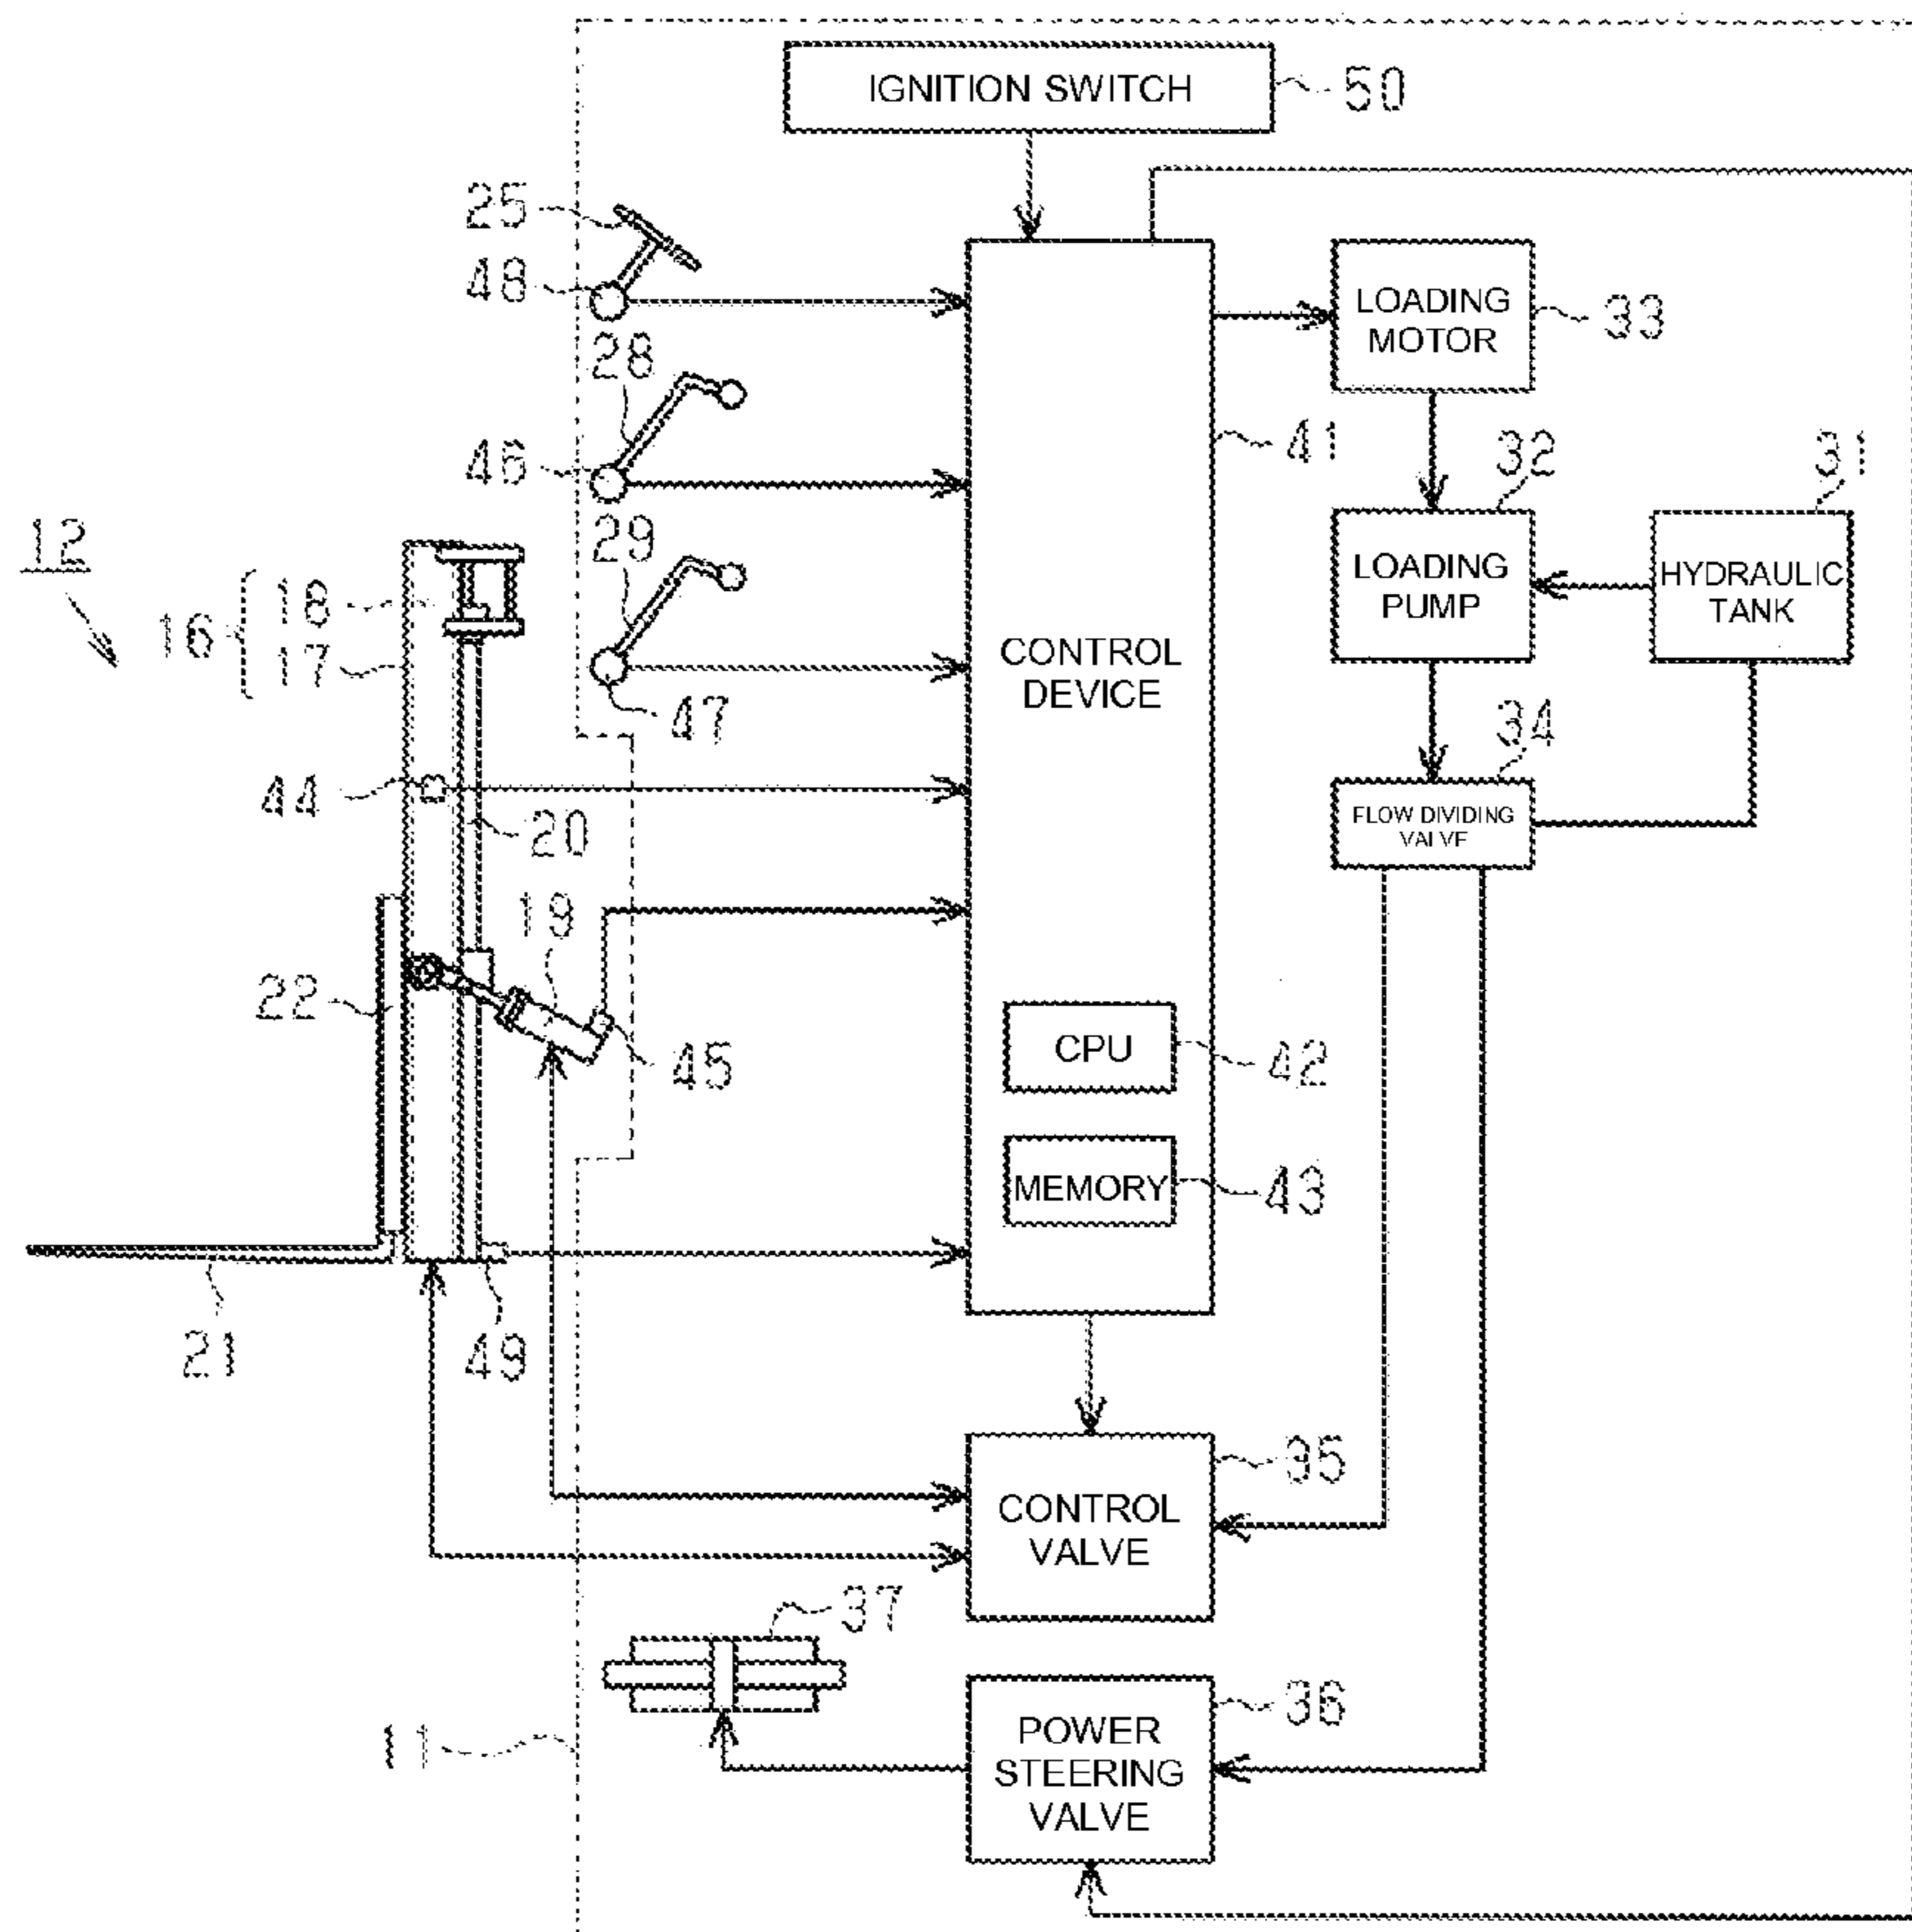 IGNITION SWITCH
50
25
48
LOADING
MOTOR
33
28
46
41
32
31
12
29
LOADING
PUMP
HYDRAULIC
TANK
16
18
17
CONTROL
DEVICE
47
34
44
FLOW DIVIDING
VALVE
20
19
22
CPU
42
45
MEMORY
43
21
49
35
CONTROL
VALVE
37
36
11
POWER
STEERING
VALVE